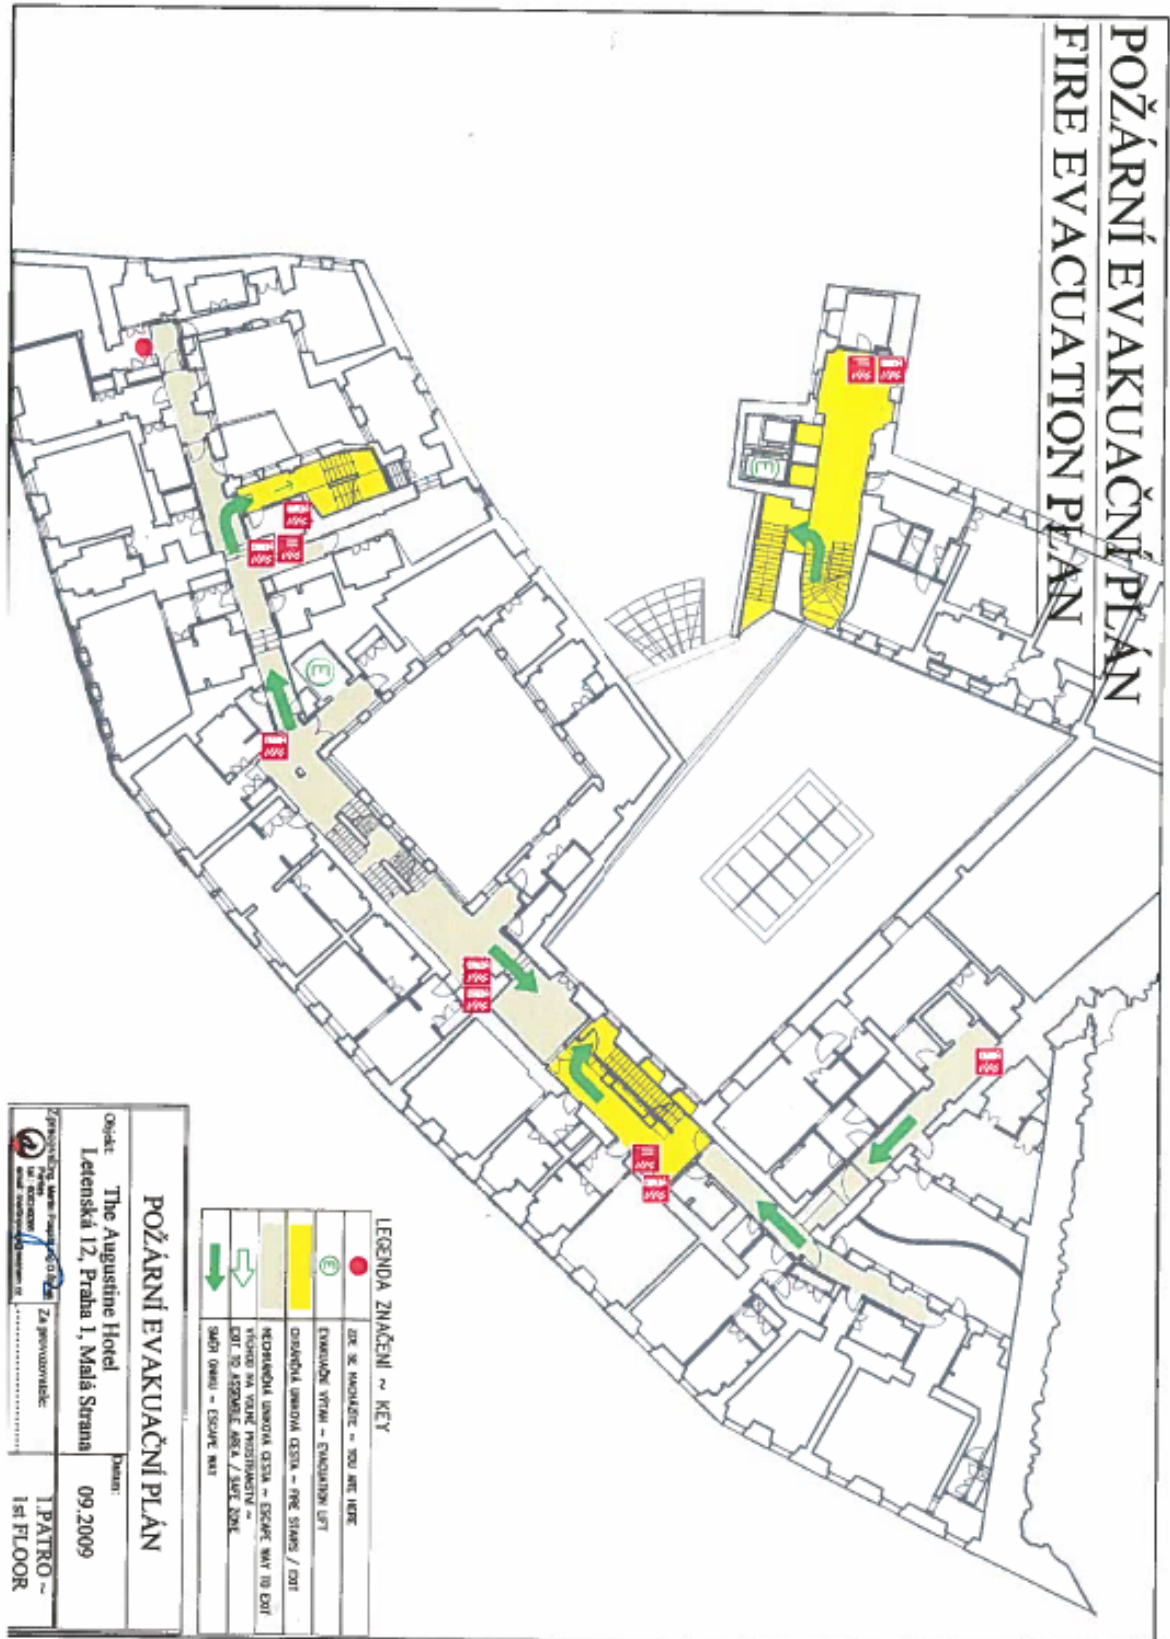 POŽÁRNÍ EVAKUAČNÍ PLÁN
FIRE EVACUATION PLAN
E
E
LEGENDA ZNAČENÍ ~ KEY
ZDE SE NACHÁZÍTE ~ YOU ARE HERE
E
EVAKUAČNÍ VÝTAH ~ EVACUATION LIFT
CHRÁNĚNÁ ÚNIKOVÁ CESTA ~ FIRE STAIRS / EXIT
NECHRÁNĚNÁ ÚNIKOVÁ CESTA ~ ESCAPE WAY TO EXIT
VÝCHOD NA VOLNÉ PROSTRANSTVÍ ~
EXIT TO ASSEMBLE AREA / SAFE ZONE
SMĚR ÚNIKU ~ ESCAPE WAY
POŽÁRNÍ EVAKUAČNÍ PLÁN
Objekt: The Augustine Hotel
Letenská 12, Praha 1, Malá Strana
Datum:
09.2009
Za provozovatele:
1.PATRO ~
1st FLOOR